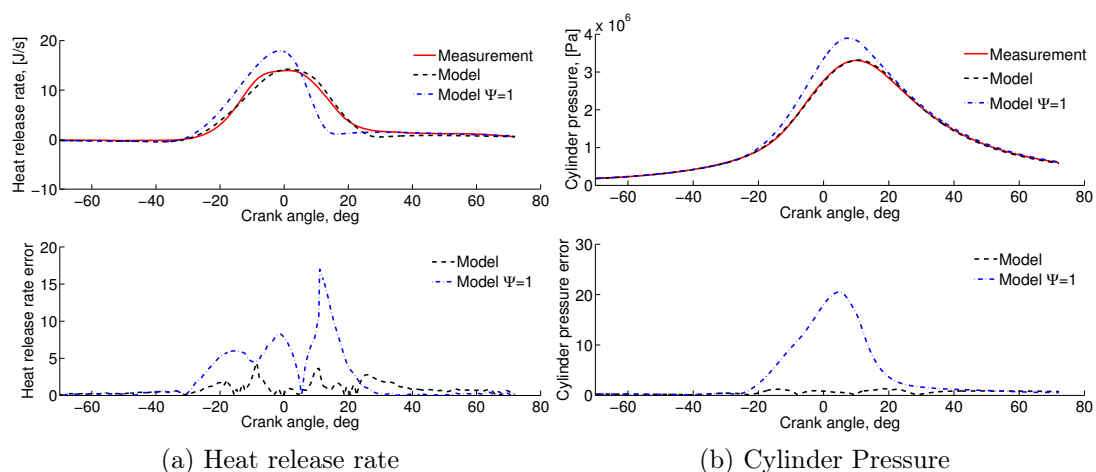 Heat release rate, [J/s]
20
10
0
−10
Measurement
Model
Model Ψ=1
−60 −40 −20 0 20 40 60 80
Crank angle, deg
Cylinder pressure, [Pa]
x 10^6
4
3
2
1
0
Measurement
Model
Model Ψ=1
−60 −40 −20 0 20 40 60 80
Crank angle, deg
Heat release rate error
20
15
10
5
0
Model
Model Ψ=1
−60 −40 −20 0 20 40 60 80
Crank angle, deg
Cylinder pressure error
30
20
10
0
Model
Model Ψ=1
−60 −40 −20 0 20 40 60 80
Crank angle, deg
(a) Heat release rate
(b) Cylinder Pressure